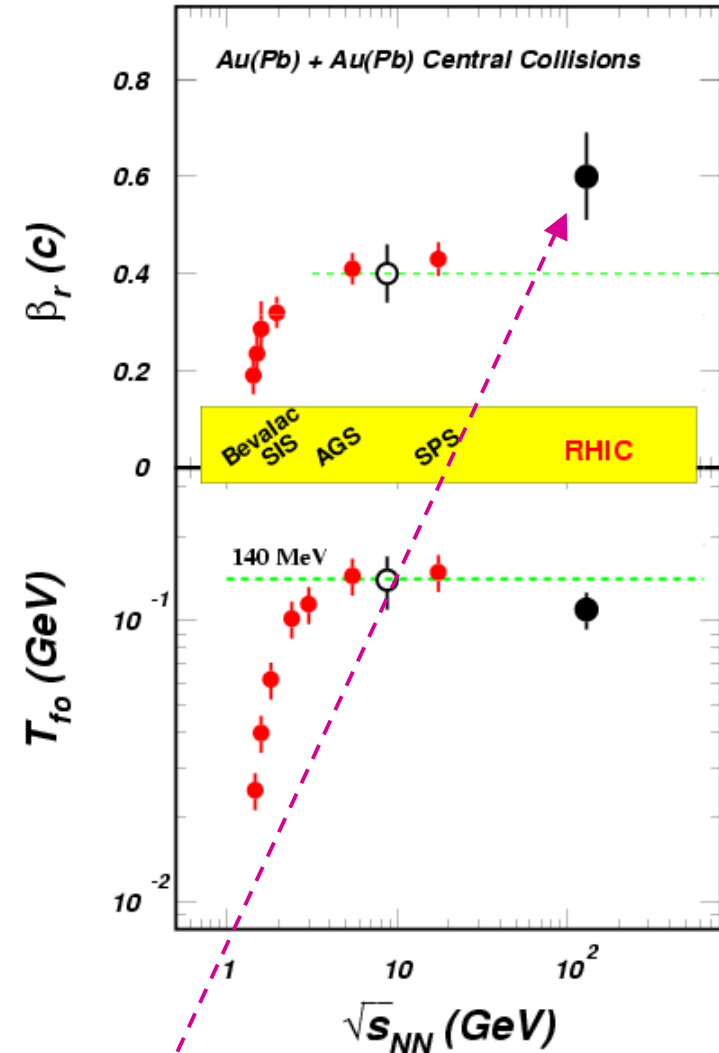 Au(Pb) + Au(Pb) Central Collisions
0.8
0.6
0.4
0.2
0
β_r (c)
Bevalac
SIS
AGS
SPS
RHIC
140 MeV
10^-1
10^-2
T_fo (GeV)
1
10
10^2
√s_NN (GeV)